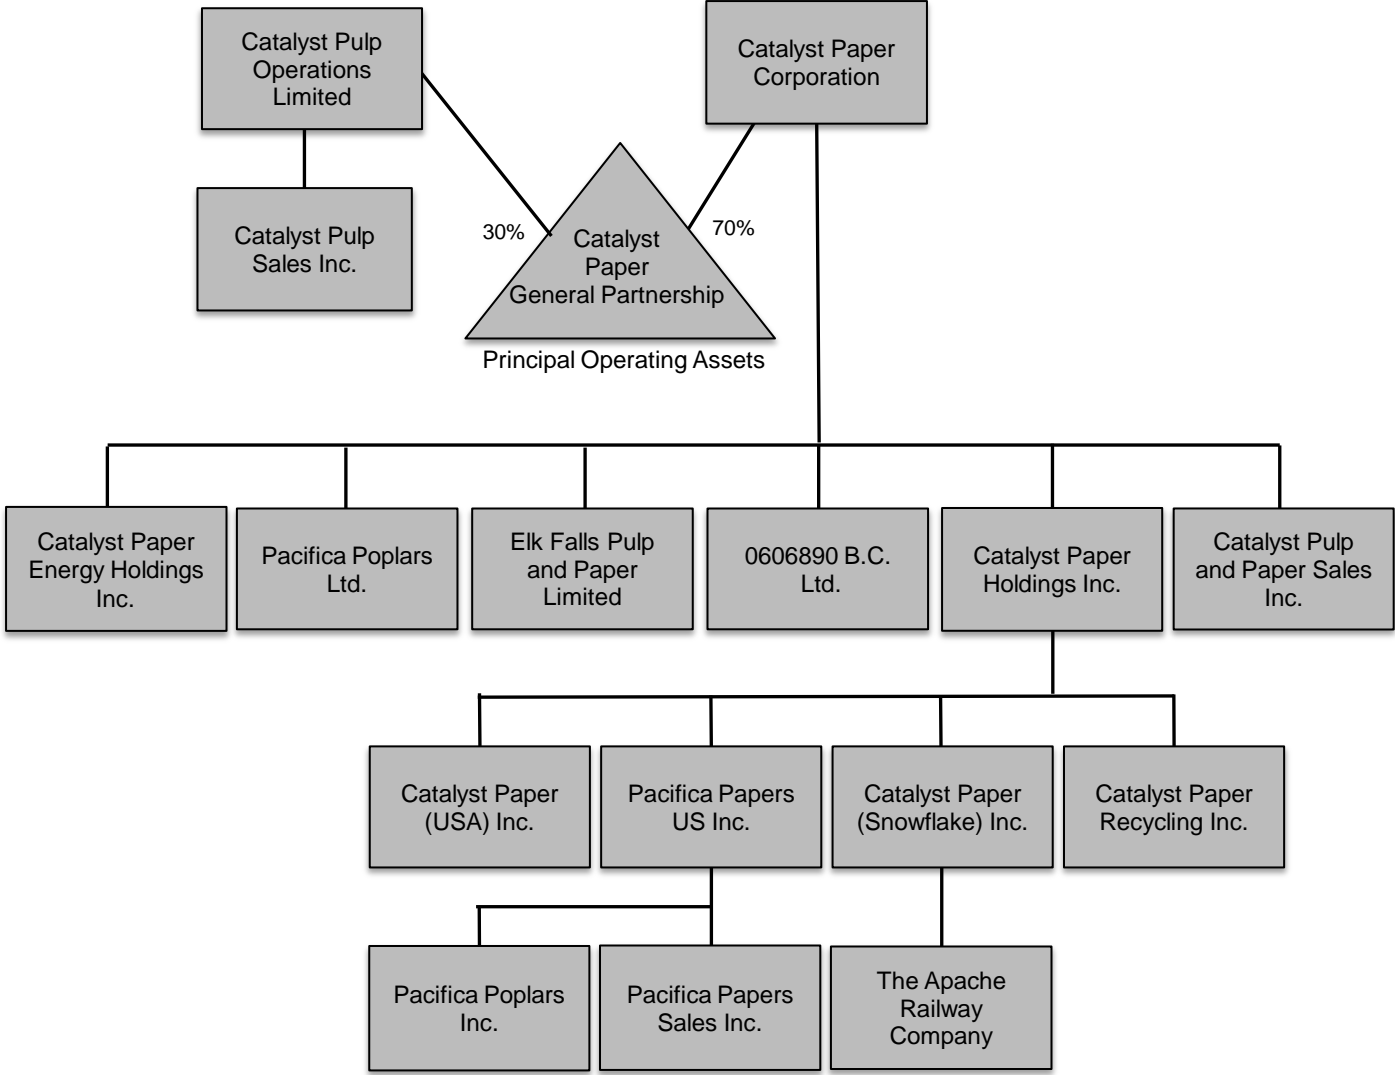 Catalyst Pulp
Operations
Limited
Catalyst Paper
Corporation
Catalyst Pulp
Sales Inc.
30%
70%
Catalyst
Paper
General Partnership
Principal Operating Assets
Catalyst Paper
Energy Holdings
Inc.
Pacifica Poplars
Ltd.
Elk Falls Pulp
and Paper
Limited
0606890 B.C.
Ltd.
Catalyst Paper
Holdings Inc.
Catalyst Pulp
and Paper Sales
Inc.
Catalyst Paper
(USA) Inc.
Pacifica Papers
US Inc.
Catalyst Paper
(Snowflake) Inc.
Catalyst Paper
Recycling Inc.
Pacifica Poplars
Inc.
Pacifica Papers
Sales Inc.
The Apache
Railway
Company